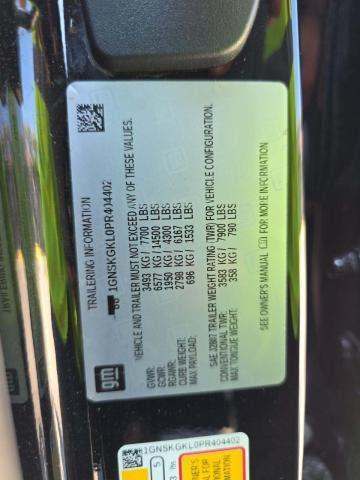 TRAILERING INFORMATION
1GNSKGKL0PR404402
gm
VEHICLE AND TRAILER MUST NOT EXCEED ANY OF THESE VALUES.
GVWR: 3493 KG/ 7700 LBS
GCWR: 6577 KG/ 14500 LBS
RGAWR: 1950 KG/ 4300 LBS
CURB WEIGHT: 2798 KG/ 6167 LBS
MAX PAYLOAD: 696 KG/ 1533 LBS
SAE J2807 TRAILER WEIGHT RATING (TWR) FOR VEHICLE CONFIGURATION.
CONVENTIONAL TWR: 3583 KG/ 7900 LBS
MAX TONGUE WEIGHT: 358 KG/ 790 LBS
SEE OWNER'S MANUAL FOR MORE INFORMATION
1GNSKGKL0PR404402
5
OWNER'S
FOR